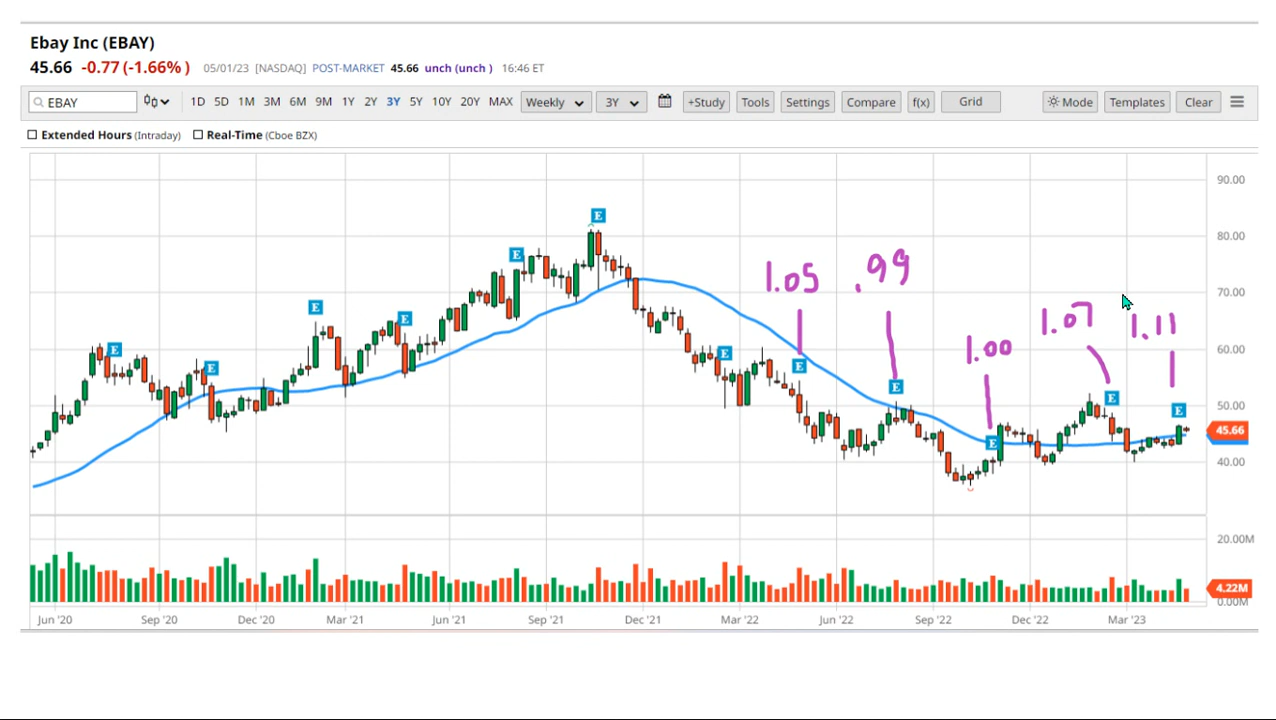 Ebay Inc (EBAY)
45.66 -0.77 (-1.66% ) 05/01/23 [NASDAQ] POST-MARKET 45.66 unch (unch ) 16:46 ET
EBAY 1D 5D 1M 3M 6M 9M 1Y 2Y 3Y 5Y 10Y 20Y MAX Weekly 3Y +Study Tools Settings Compare f(x) Grid Mode Templates Clear
Extended Hours (Intraday) Real-Time (Cboe BZX)
90.00
E
80.00
E
1.05 .99
70.00
E E 1.07 1.11
E 1.00 60.00
E E E
E E
50.00
E E
45.66
40.00
20.00M
4.22M
0.00M
Jun '20 Sep '20 Dec '20 Mar '21 Jun '21 Sep '21 Dec '21 Mar '22 Jun '22 Sep '22 Dec '22 Mar '23